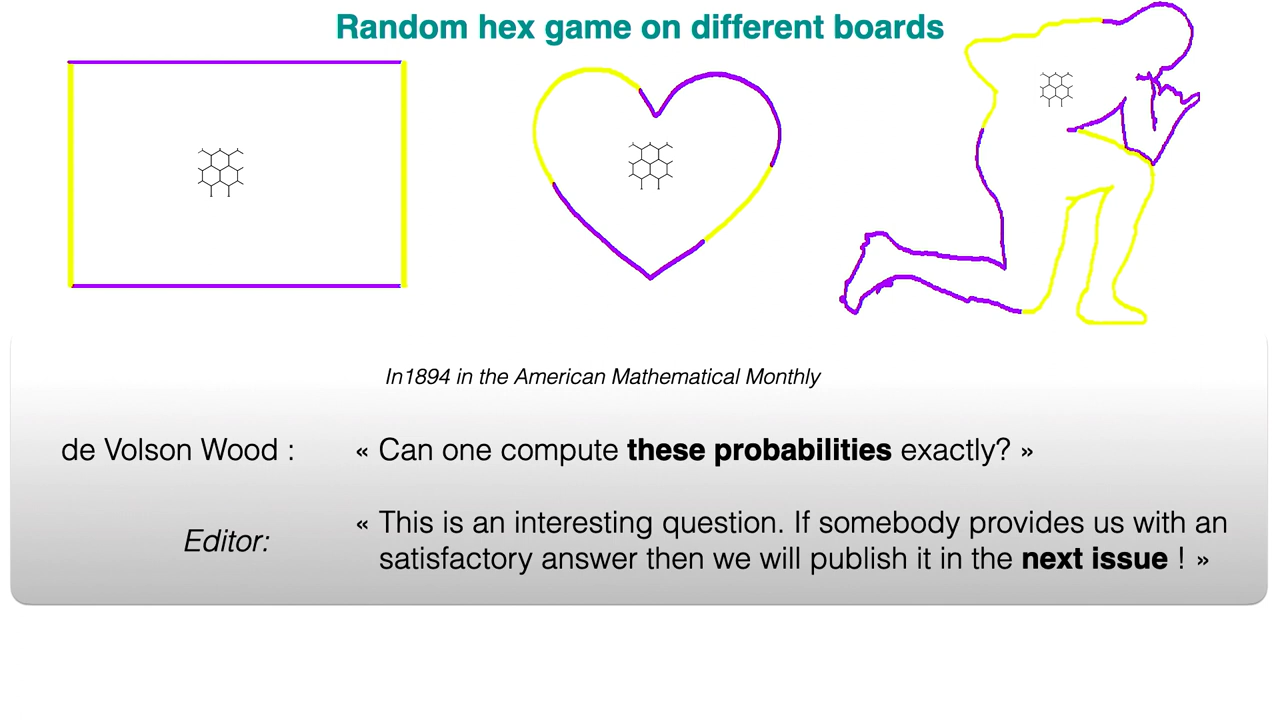 Random hex game on different boards
In1894 in the American Mathematical Monthly
de Volson Wood : « Can one compute these probabilities exactly? »
Editor: « This is an interesting question. If somebody provides us with an
satisfactory answer then we will publish it in the next issue ! »